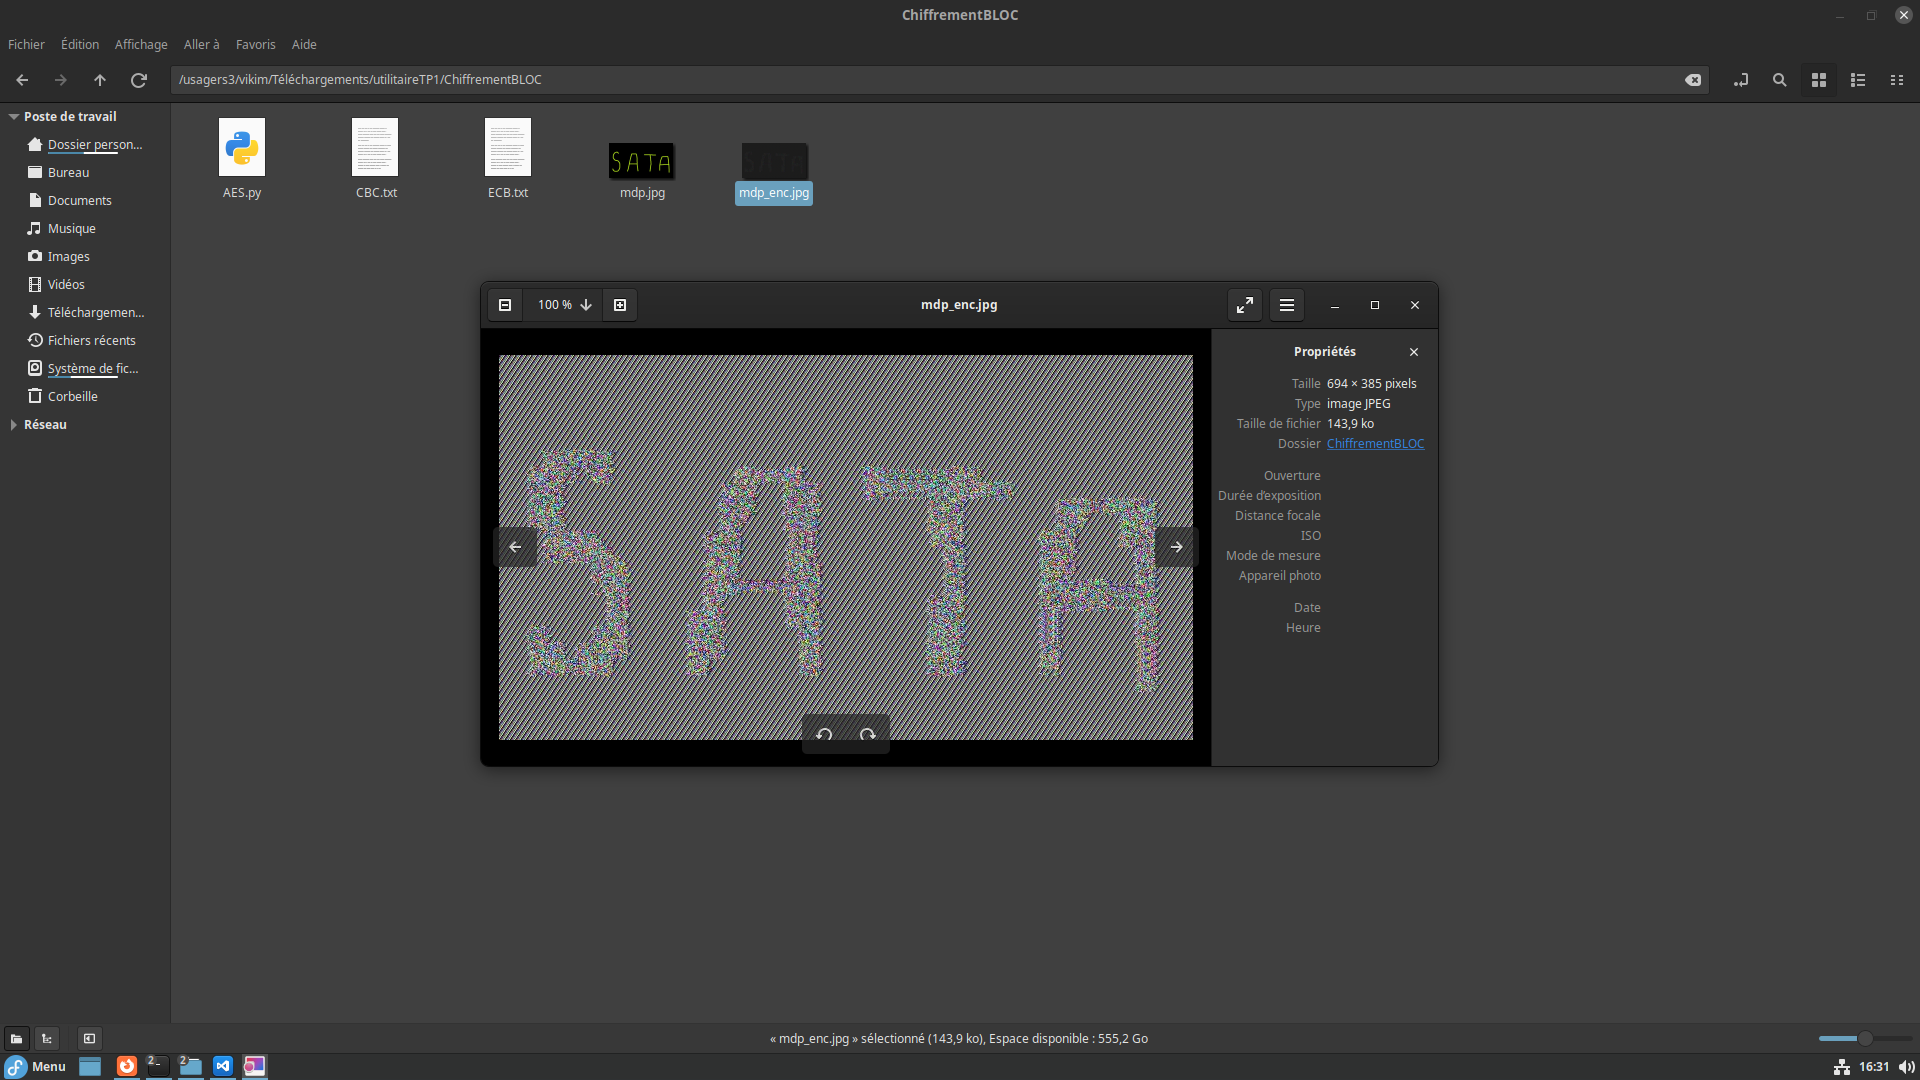 ChiffrementBLOC
Fichier Édition Affichage Aller à Favoris Aide
/usagers3/vikim/Téléchargements/utilitaireTP1/ChiffrementBLOC
Poste de travail
Dossier person...
Bureau
Documents
Musique
Images
Vidéos
Téléchargemen...
Fichiers récents
Système de fic...
Corbeille
Réseau
SATA SATA
AES.py CBC.txt ECB.txt mdp.jpg mdp_enc.jpg
100 % mdp_enc.jpg
SATA
Propriétés
Taille 694 × 385 pixels
Type image JPEG
Taille de fichier 143,9 ko
Dossier ChiffrementBLOC
Ouverture
Durée d'exposition
Distance focale
ISO
Mode de mesure
Appareil photo
Date
Heure
« mdp_enc.jpg » sélectionné (143,9 ko), Espace disponible : 555,2 Go
Menu 2 2 16:31